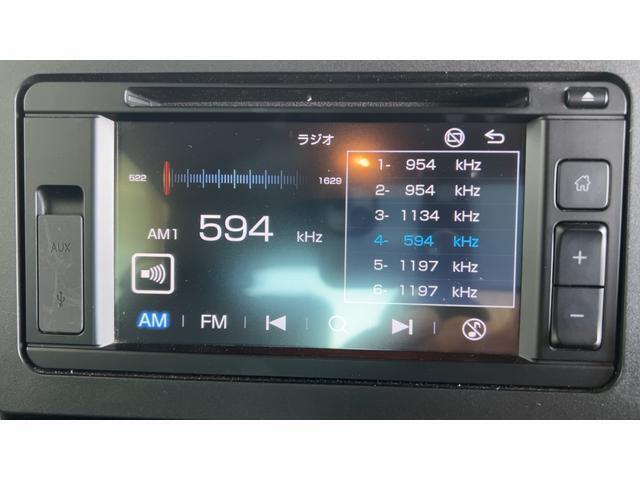 ラジオ
522
1629
AM1 594 kHz
1- 954 kHz
2- 954 kHz
3- 1134 kHz
4- 594 kHz
5- 1197 kHz
6- 1197 kHz
AM
FM
AUX
+
−